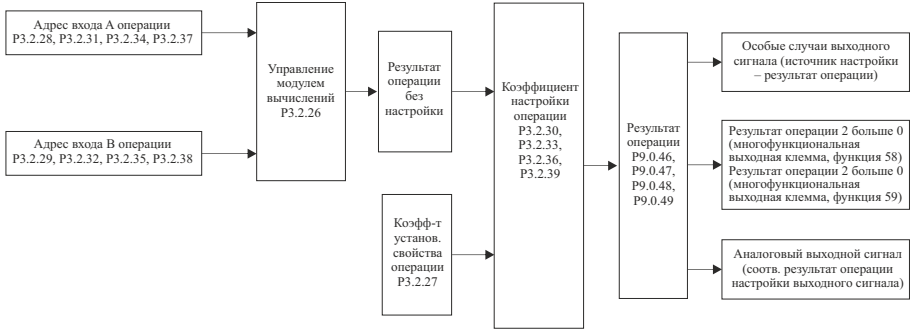 Адрес входа A операции
P3.2.28, P3.2.31, P3.2.34, P3.2.37
Адрес входа B операции
P3.2.29, P3.2.32, P3.2.35, P3.2.38
Управление
модулем
вычислений
P3.2.26
Результат
операции
без
настройки
Коэфф-т
установ.
свойства
операции
P3.2.27
Коэффициент
настройки
операции
P3.2.30,
P3.2.33,
P3.2.36,
P3.2.39
Результат
операции
P9.0.46,
P9.0.47,
P9.0.48,
P9.0.49
Особые случаи выходного
сигнала (источник настройки
– результат операции)
Результат операции 2 больше 0
(многофункциональная
выходная клемма, функция 58)
Результат операции 2 больше 0
(многофункциональная
выходная клемма, функция 59)
Аналоговый выходной сигнал
(соотв. результат операции
настройки выходного сигнала)